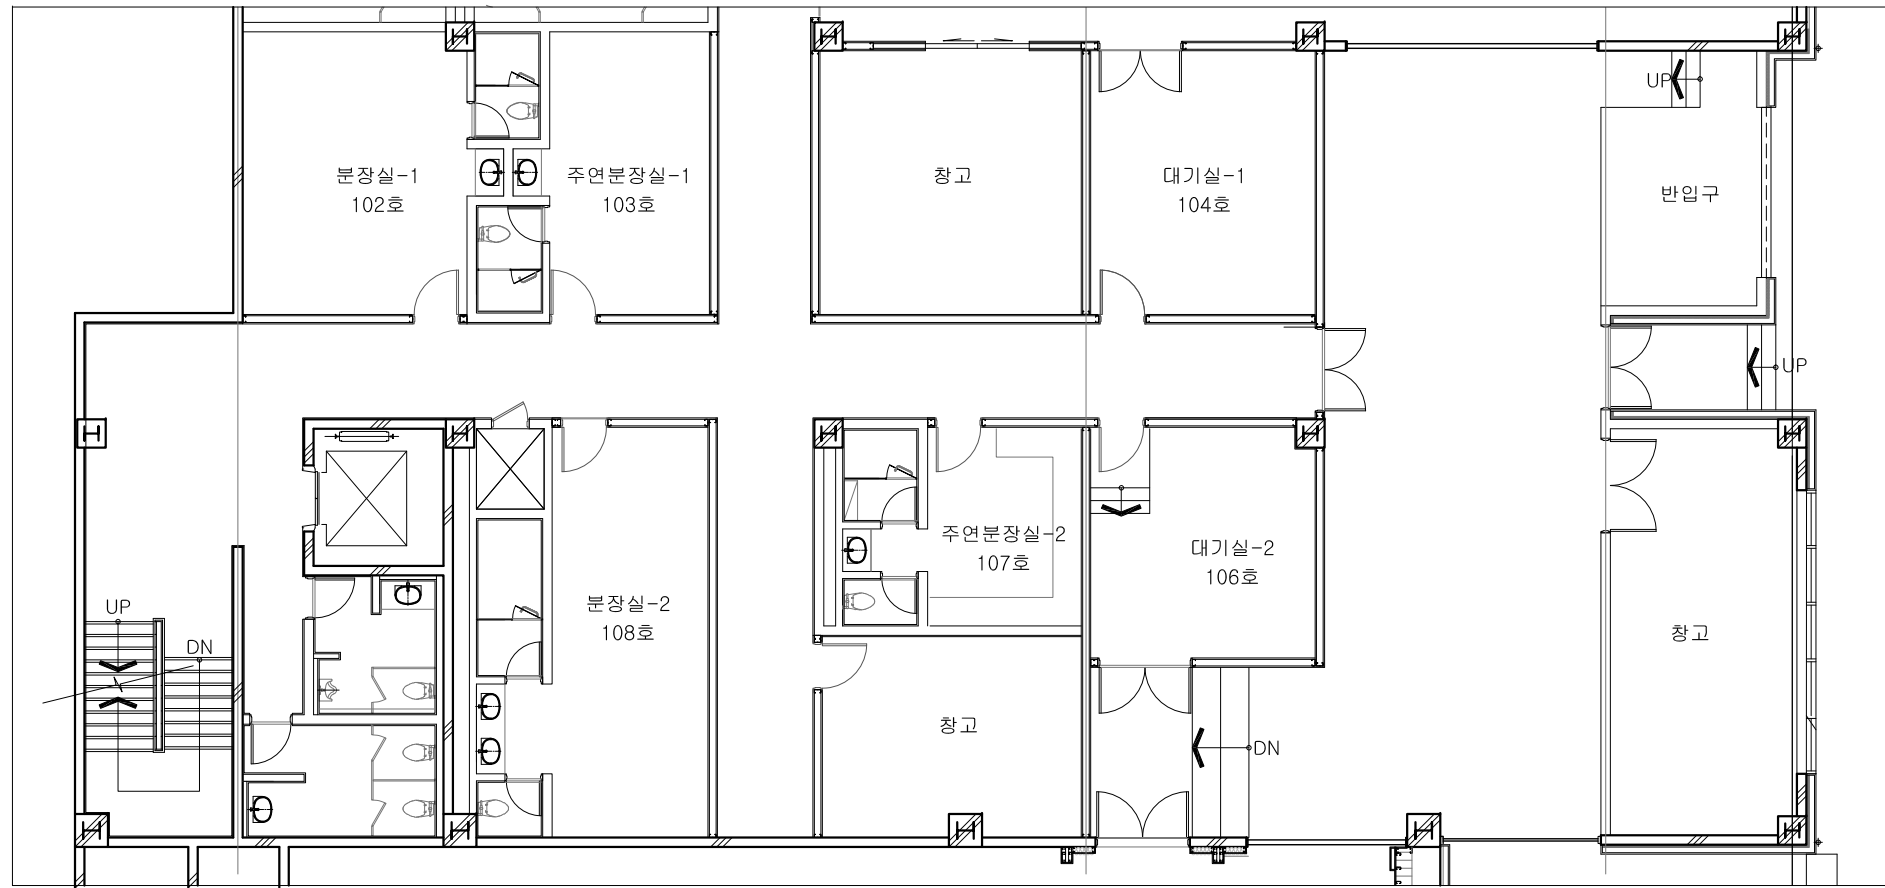 UP
분장실-1
102호
주연분장실-1
103호
창고
대기실-1
104호
반입구
UP
주연분장실-2
107호
대기실-2
106호
UP
분장실-2
108호
창고
DN
창고
DN